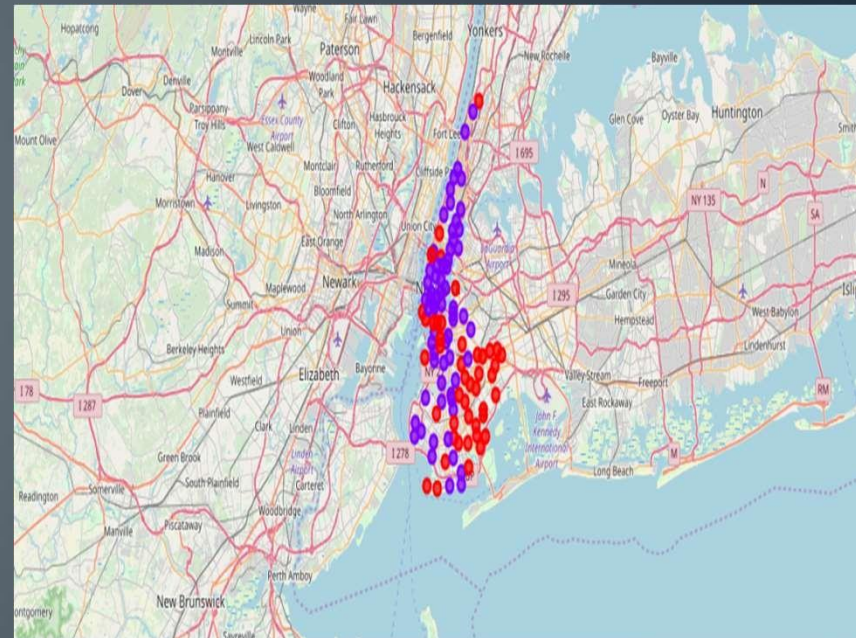 Wayne
Fair Lawn
Yonkers
Hopatcong
Lincoln Park
Paterson
Bergenfield
New Rochelle
Bayville
Montville
Woodland
Park
Hackensack
Denville
Dover
Parsippany-
Troy Hills
Essex County
Airport
Clifton
Hasbrouck
Heights
Fort Lee
Glen Cove
Oyster Bay
Huntington
Mount Olive
West Caldwell
I 695
Montclair
Rutherford
Hanover
Bloomfield
Morristown
Livingston
North Arlington
NY 135
N
SA
Union City
East Orange
Madison
LaGuardia
Airport
Mineola
Maplewood
Newark
I 295
Garden City
Summit
Hempstead
West Babylon
Union
Lindenhurst
Berkeley Heights
Bayonne
Elizabeth
NY
Valley Stream
Freeport
Westfield
I 78
I 287
East Rockaway
RM
Plainfield
John F.
Kennedy
International
Airport
Clark
Linden
I 278
M
Green Brook
Linden
Airport
Long Beach
South Plainfield
Carteret
Readington
Somerville
Woodbridge
Manville
Piscataway
Perth Amboy
New Brunswick
Sayreville